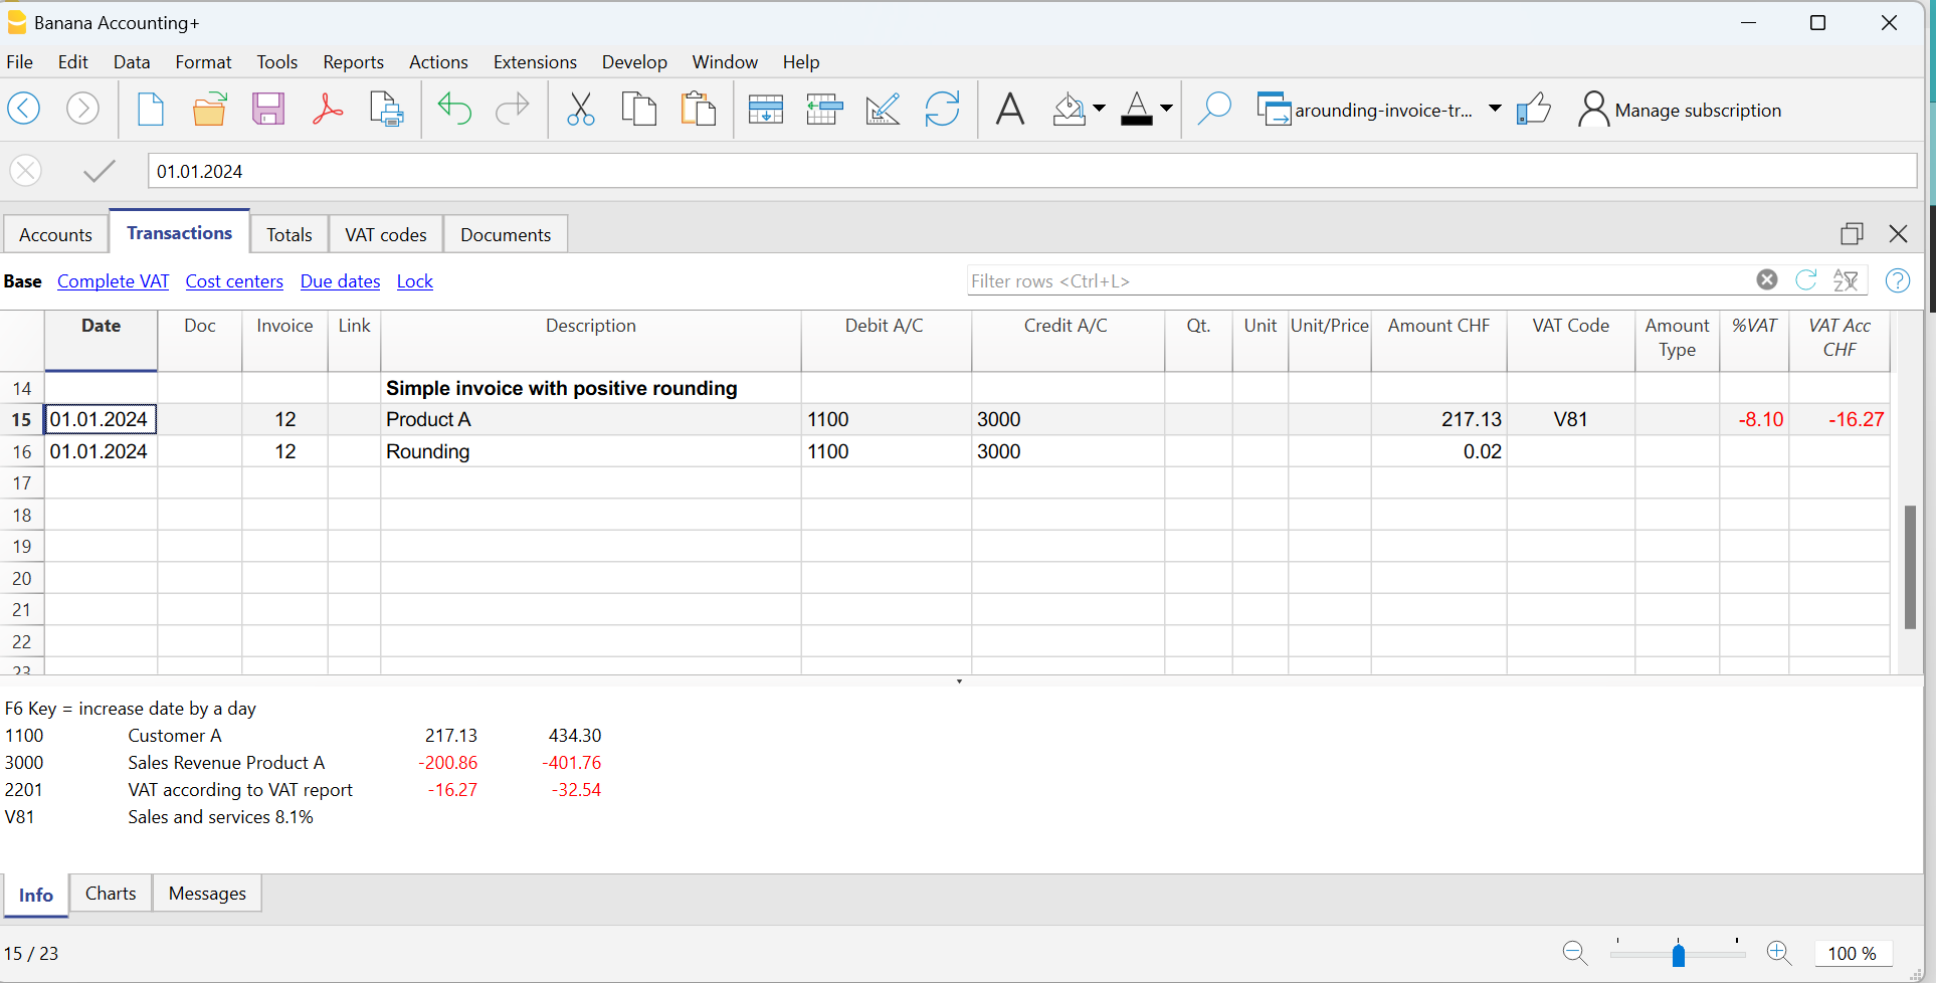 Banana Accounting+
File Edit Data Format Tools Reports Actions Extensions Develop Window Help
arounding-invoice-tr... Manage subscription
01.01.2024
Accounts Transactions Totals VAT codes Documents
Base Complete VAT Cost centers Due dates Lock Filter rows <Ctrl+L>
Date Doc Invoice Link Description Debit A/C Credit A/C Qt. Unit Unit/Price Amount CHF VAT Code Amount Type %VAT VAT Acc CHF
14 Simple invoice with positive rounding
15 01.01.2024 12 Product A 1100 3000 217.13 V81 -8.10 -16.27
16 01.01.2024 12 Rounding 1100 3000 0.02
17
18
19
20
21
22
23
F6 Key = increase date by a day
1100 Customer A 217.13 434.30
3000 Sales Revenue Product A -200.86 -401.76
2201 VAT according to VAT report -16.27 -32.54
V81 Sales and services 8.1%
Info Charts Messages
15 / 23 100 %